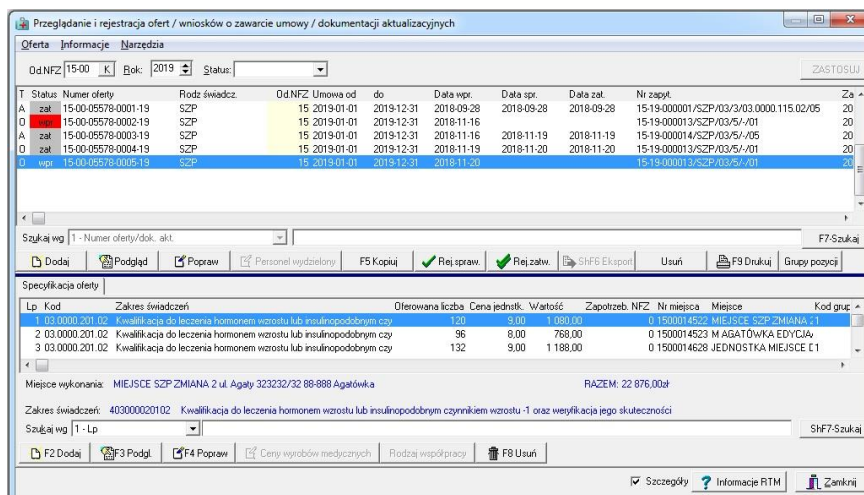 Przeglądanie i rejestracja ofert / wniosków o zawarcie umowy / dokumentacji aktualizacyjnych
Oferta Informacje Narzędzia
Od.NFZ 15-00 K Rok: 2019 Status: ZASTOSUJ
T Status Numer oferty Rodz świadcz. Od.NFZ Umowa od do Data wpr. Data spr. Data zat. Nr zapyt. Za
A zat 15-00-05578-0001-19 SZP 15 2019-01-01 2019-12-31 2018-09-28 2018-09-28 2018-09-28 15-19-000001/SZP/03/3/03.0000.115.02/05 20
O wpr 15-00-05578-0002-19 SZP 15 2019-01-01 2019-12-31 2018-11-16 15-19-000013/SZP/03/5/-/01 20
A zat 15-00-05578-0003-19 SZP 15 2019-01-01 2019-12-31 2018-11-16 2018-11-19 2018-11-19 15-19-000014/SZP/03/5/-/05 20
O zat 15-00-05578-0004-19 SZP 15 2019-01-01 2019-12-31 2018-11-19 2018-11-20 2018-11-20 15-19-000013/SZP/03/5/-/01 20
O wpr 15-00-05578-0005-19 SZP 15 2019-01-01 2019-12-31 2018-11-20 15-19-000013/SZP/03/5/-/01 20
Szukaj wg 1 - Numer oferty/dok. akt. F7-Szukaj
Dodaj Podgląd Popraw Personel wydzielony F5 Kopiuj Rej.spraw. Rej.zatw. ShF6 Eksport Usuń F9 Drukuj Grupy pozycji
Specyfikacja oferty
Lp Kod Zakres świadczeń Oferowana liczba Cena jednstk. Wartość Zapotrzeb. NFZ Nr miejsca Miejsce Kod grup
1 03.0000.201.02 Kwalifikacja do leczenia hormonem wzrostu lub insulinopodobnym czy 120 9,00 1 080,00 0 1500014522 MIEJSCE SZP ZMIANA 2 1
2 03.0000.201.02 Kwalifikacja do leczenia hormonem wzrostu lub insulinopodobnym czy 96 8,00 768,00 0 1500014523 M AGATÓWKA EDYCJA
3 03.0000.201.02 Kwalifikacja do leczenia hormonem wzrostu lub insulinopodobnym czy 132 9,00 1 188,00 0 1500014628 JEDNOSTKA MIEJSCE D 1
Miejsce wykonania: MIEJSCE SZP ZMIANA 2 ul. Agaty 323232/32 88-888 Agatówka RAZEM: 22 876,00zł
Zakres świadczeń: 403000020102 Kwalifikacja do leczenia hormonem wzrostu lub insulinopodobnym czynnikiem wzrostu -1 oraz weryfikacja jego skuteczności
Szukaj wg 1 - Lp ShF7-Szukaj
F2 Dodaj F3 Podgl. F4 Popraw Ceny wyrobów medycznych Rodzaj współpracy F8 Usuń
Szczegóły Informacje RTM Zamknij